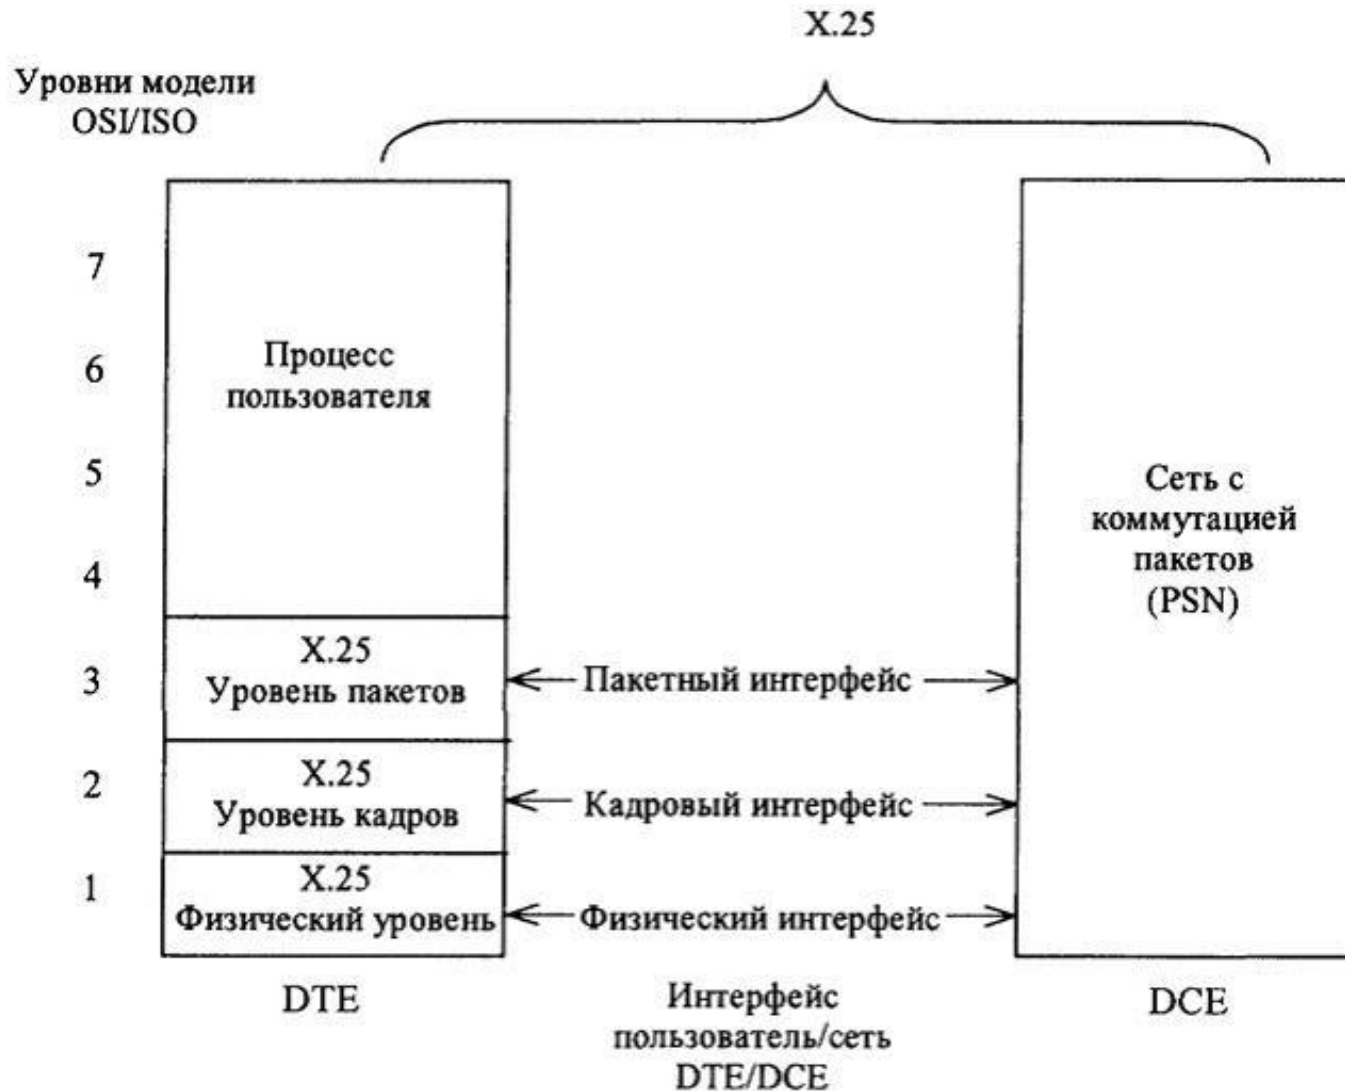 X.25
Уровни модели
OSI/ISO
7
6
5
4
3
2
1
Процесс
пользователя
X.25
Уровень пакетов
X.25
Уровень кадров
X.25
Физический уровень
Пакетный интерфейс
Кадровый интерфейс
Физический интерфейс
Сеть с
коммутацией
пакетов
(PSN)
DTE
Интерфейс
пользователь/сеть
DTE/DCE
DCE